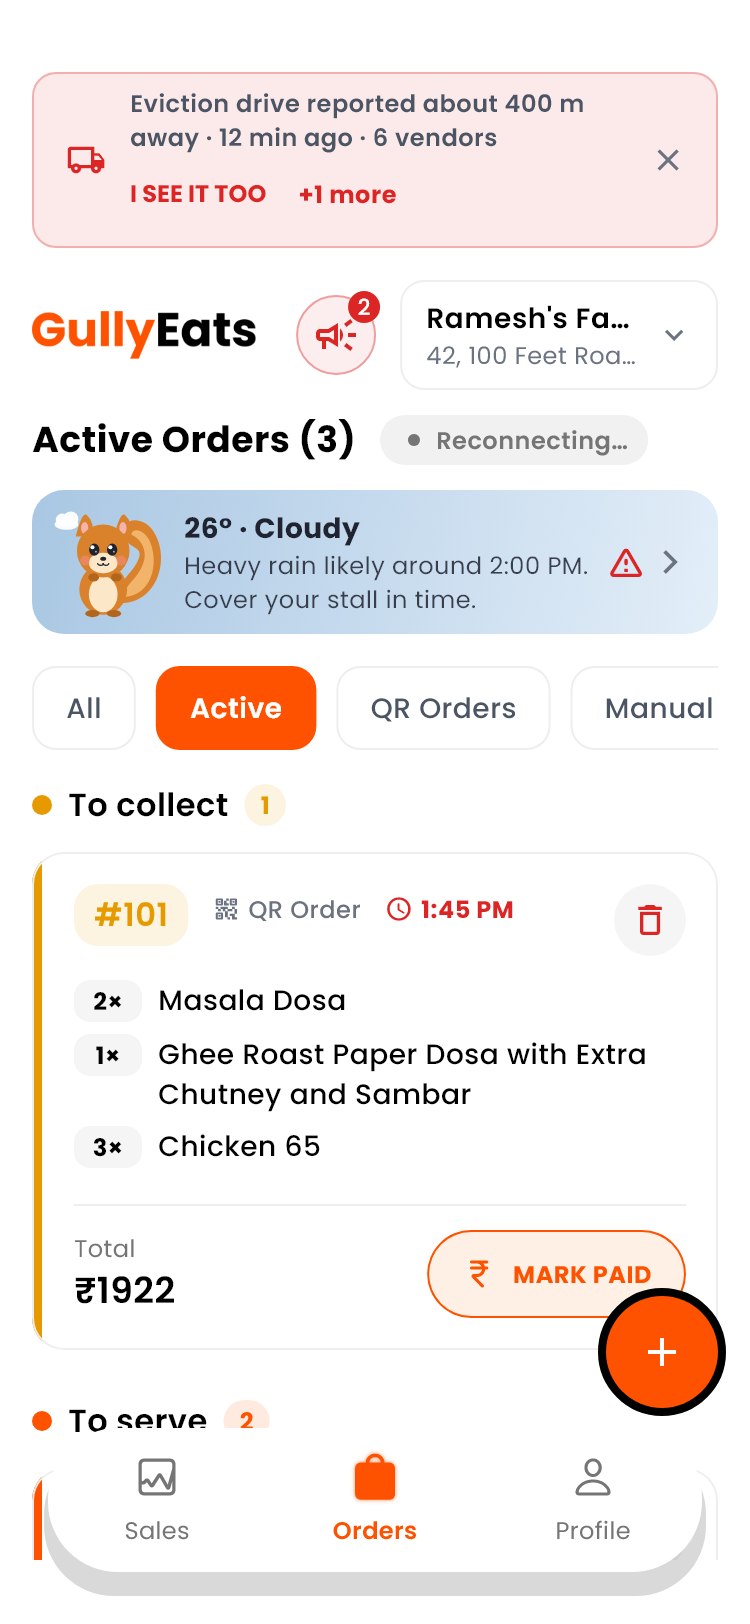 Eviction drive reported about 400 m
away · 12 min ago · 6 vendors
I SEE IT TOO +1 more
GullyEats
2
Ramesh's Fa...
42, 100 Feet Roa...
Active Orders (3)
Reconnecting...
26° · Cloudy
Heavy rain likely around 2:00 PM.
Cover your stall in time.
All
Active
QR Orders
Manual
To collect 1
#101
QR Order
1:45 PM
2× Masala Dosa
1× Ghee Roast Paper Dosa with Extra
Chutney and Sambar
3× Chicken 65
Total
₹1922
₹ MARK PAID
To serve 2
Sales
Orders
Profile